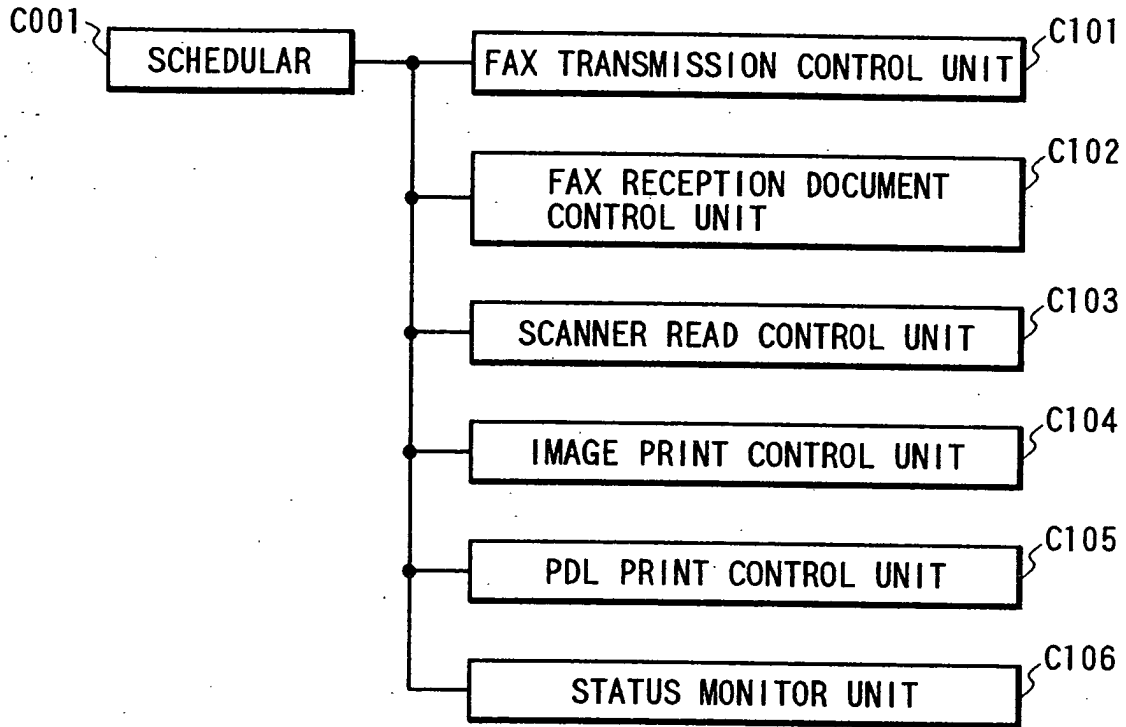 C001
SCHEDULAR
C101
FAX TRANSMISSION CONTROL UNIT
C102
FAX RECEPTION DOCUMENT
CONTROL UNIT
C103
SCANNER READ CONTROL UNIT
C104
IMAGE PRINT CONTROL UNIT
C105
PDL PRINT CONTROL UNIT
C106
STATUS MONITOR UNIT